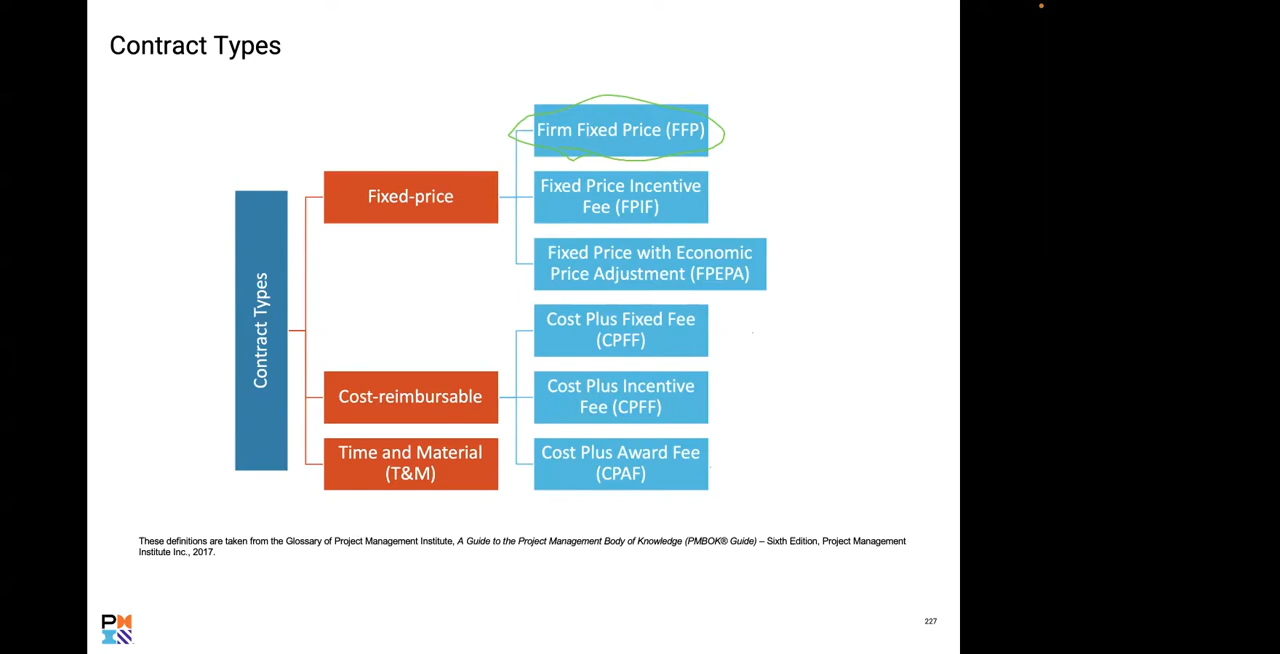 Contract Types
Firm Fixed Price (FFP)
Fixed-price
Fixed Price Incentive
Fee (FPIF)
Fixed Price with Economic
Price Adjustment (FPEPA)
Contract Types
Cost Plus Fixed Fee
(CPFF)
Cost-reimbursable
Cost Plus Incentive
Fee (CPFF)
Time and Material
(T&M)
Cost Plus Award Fee
(CPAF)
These definitions are taken from the Glossary of Project Management Institute, A Guide to the Project Management Body of Knowledge (PMBOK® Guide) – Sixth Edition, Project Management
Institute Inc., 2017.
PMI
227